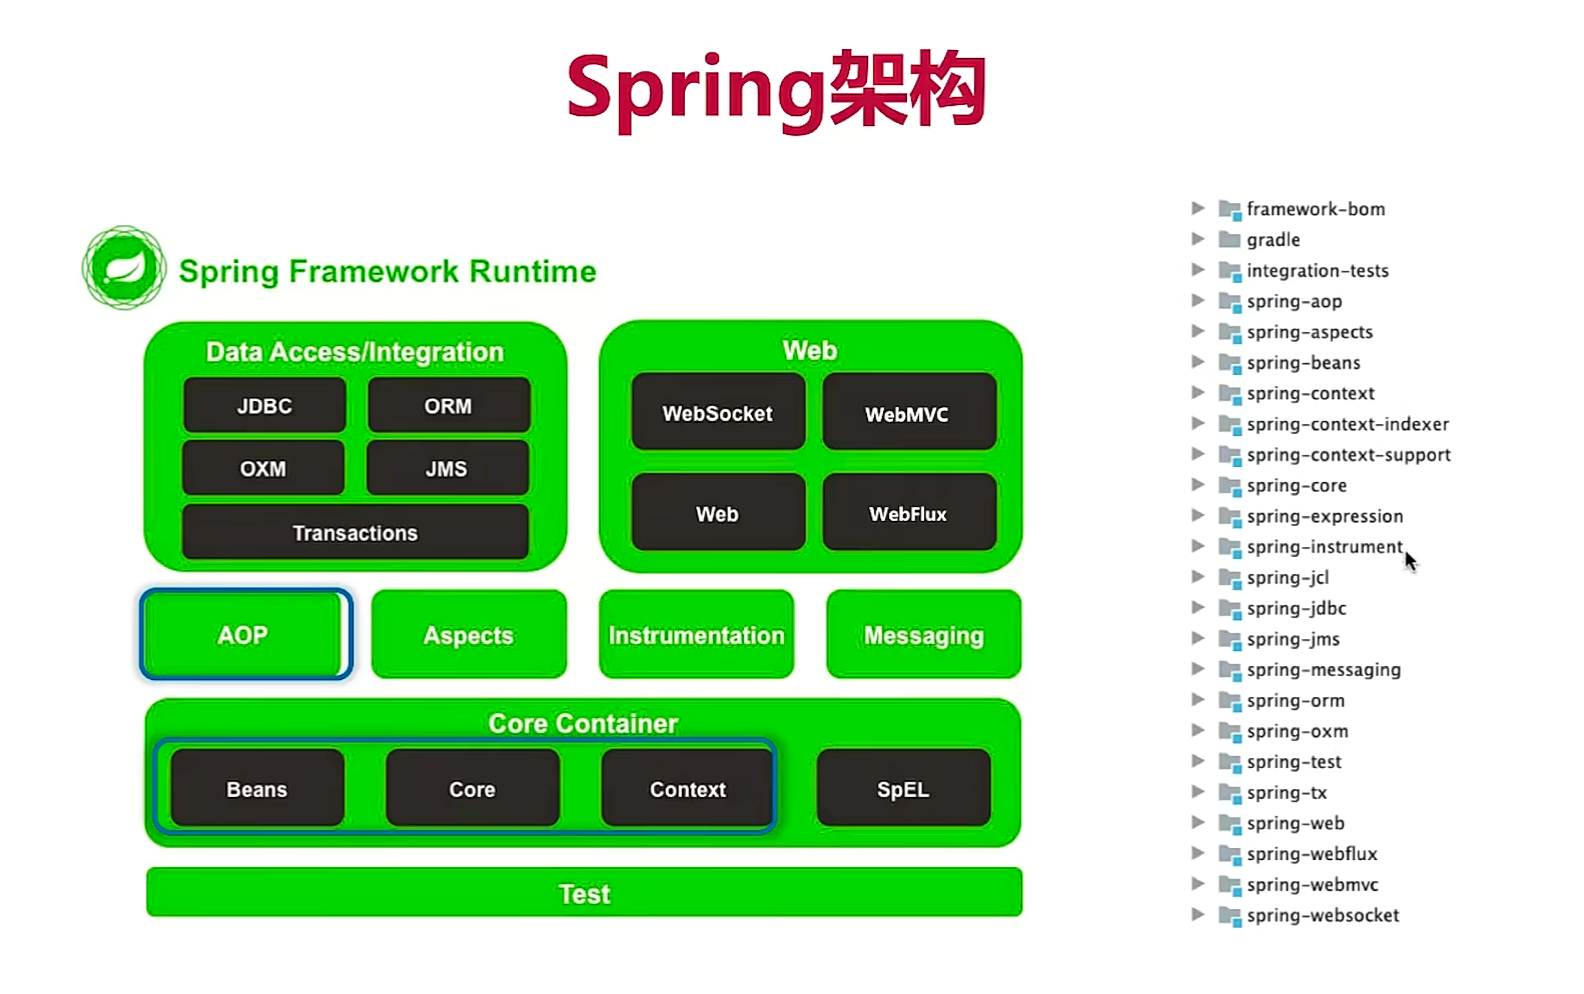 Spring架构
Spring Framework Runtime
Data Access/Integration
JDBC
ORM
OXM
JMS
Transactions
Web
WebSocket
WebMVC
Web
WebFlux
AOP
Aspects
Instrumentation
Messaging
Core Container
Beans
Core
Context
SpEL
Test
framework-bom
gradle
integration-tests
spring-aop
spring-aspects
spring-beans
spring-context
spring-context-indexer
spring-context-support
spring-core
spring-expression
spring-instrument
spring-jcl
spring-jdbc
spring-jms
spring-messaging
spring-orm
spring-oxm
spring-test
spring-tx
spring-web
spring-webflux
spring-webmvc
spring-websocket